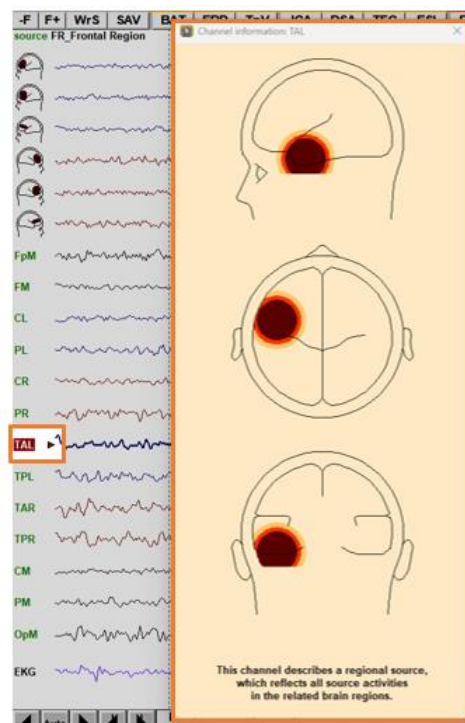 -F F+ WrS SAV BAT
source FR_Frontal Region
Channel information: TAL
FpM
FM
CL
PL
CR
PR
TAL
TPL
TAR
TPR
CM
PM
OpM
EKG
This channel describes a regional source,
which reflects all source activities
in the related brain regions.